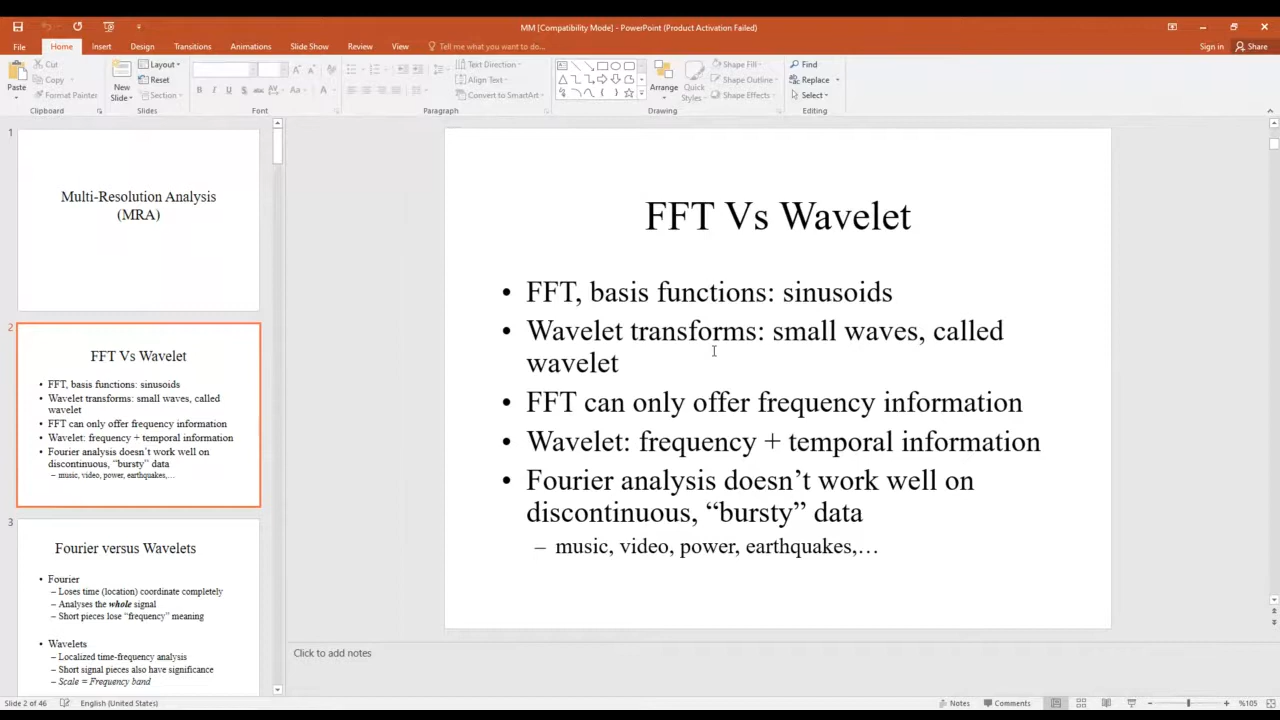 MM [Compatibility Mode] - PowerPoint (Product Activation Failed)
File Home Insert Design Transitions Animations Slide Show Review View Tell me what you want to do... Sign in Share
Paste
Cut
Copy
Format Painter
Clipboard
New
Slide
Layout
Reset
Section
Slides
Font
Text Direction
Align Text
Convert to SmartArt
Paragraph
Arrange
Quick
Styles
Shape Fill
Shape Outline
Shape Effects
Drawing
Find
Replace
Select
Editing
1
Multi-Resolution Analysis
(MRA)
2
FFT Vs Wavelet
• FFT, basis functions: sinusoids
• Wavelet transforms: small waves, called
wavelet
• FFT can only offer frequency information
• Wavelet: frequency + temporal information
• Fourier analysis doesn’t work well on
discontinuous, “bursty” data
– music, video, power, earthquakes,…
3
Fourier versus Wavelets
• Fourier
– Loses time (location) coordinate completely
– Analyses the whole signal
– Short pieces lose “frequency” meaning
• Wavelets
– Localized time-frequency analysis
– Short signal pieces also have significance
– Scale = Frequency band
FFT Vs Wavelet
• FFT, basis functions: sinusoids
• Wavelet transforms: small waves, called
wavelet
• FFT can only offer frequency information
• Wavelet: frequency + temporal information
• Fourier analysis doesn’t work well on
discontinuous, “bursty” data
– music, video, power, earthquakes,…
Click to add notes
Slide 2 of 46 English (United States) Notes Comments %105